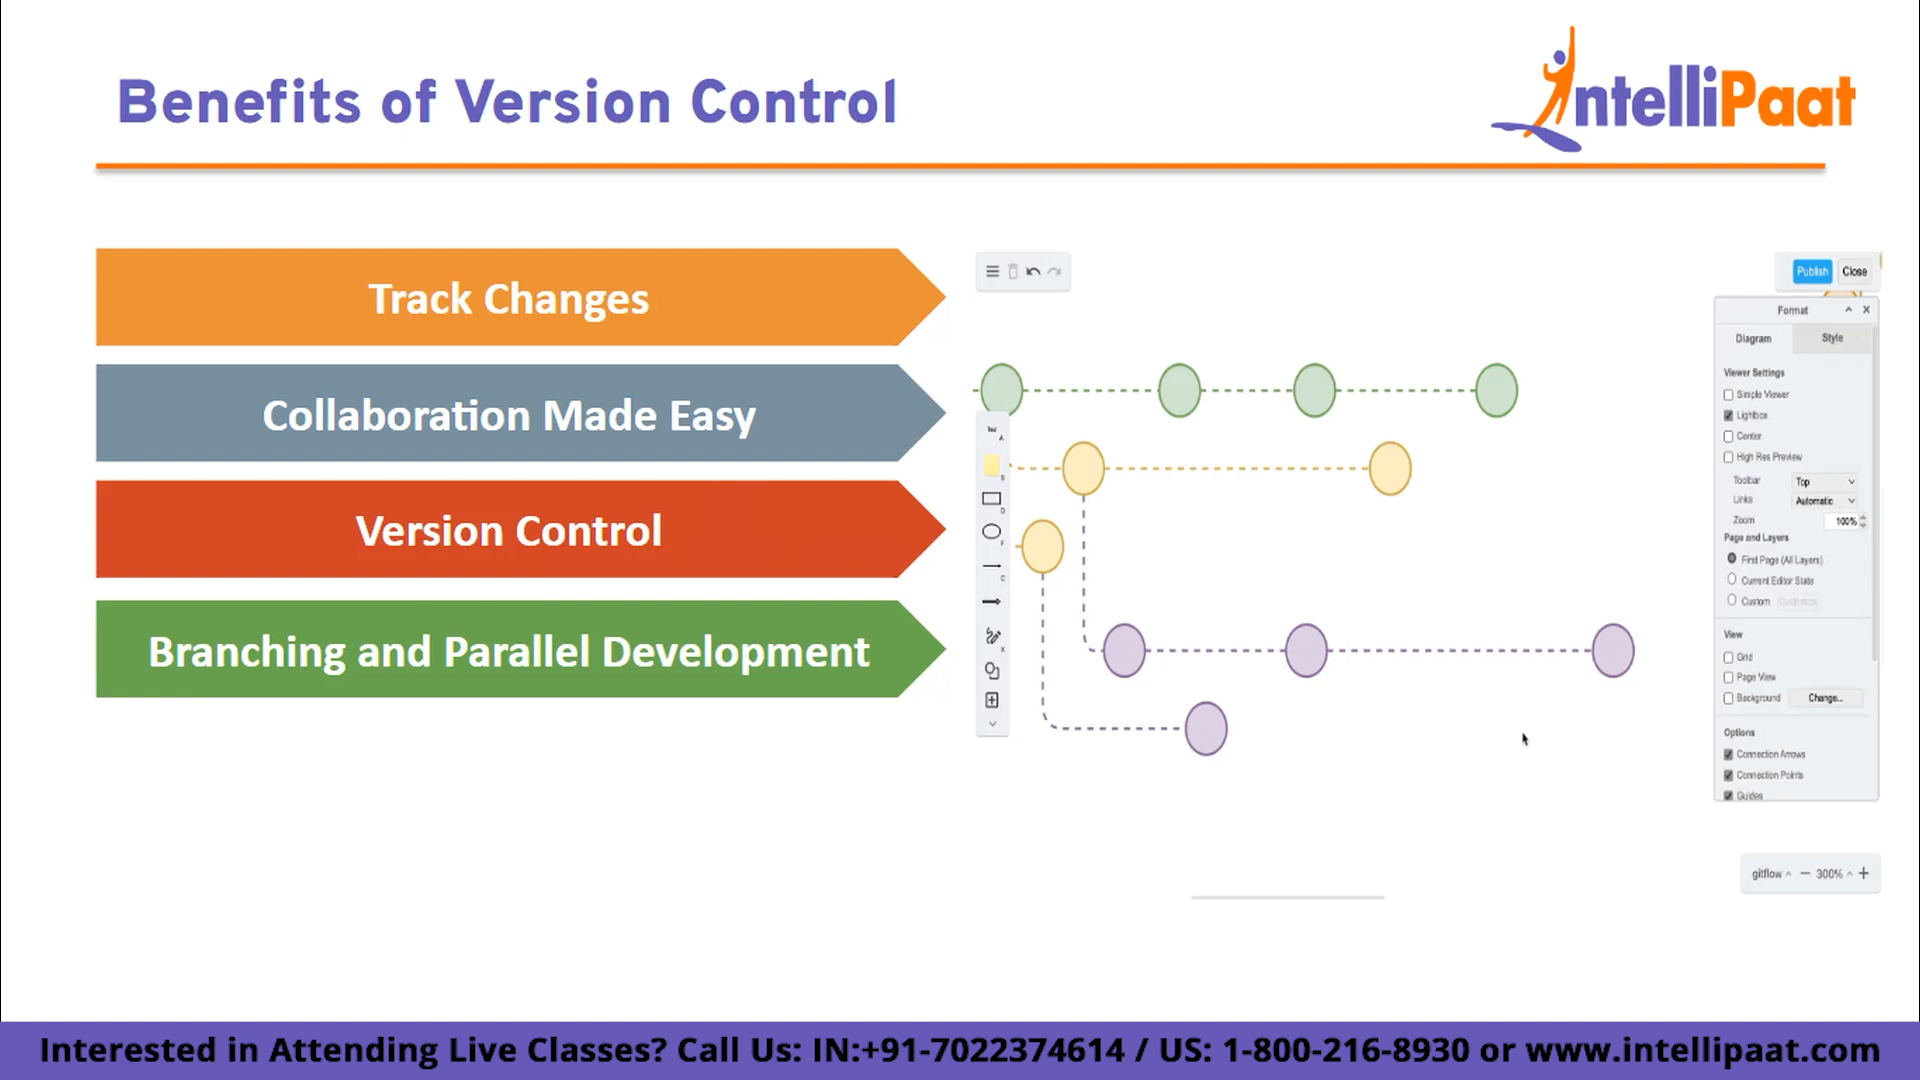 Benefits of Version Control
IntelliPaat
Track Changes
Collaboration Made Easy
Version Control
Branching and Parallel Development
Publish
Close
Format
Diagram
Style
Viewer Settings
Simple Viewer
Lightbox
Center
High Res Preview
Toolbar Top
Links Automatic
Zoom 100%
Page and Layers
First Page (All Layers)
Current Editor State
Custom Customize
View
Grid
Page View
Background Change...
Options
Connection Arrows
Connection Points
Guides
gitflow 300%
Interested in Attending Live Classes? Call Us: IN:+91-7022374614 / US: 1-800-216-8930 or www.intellipaat.com